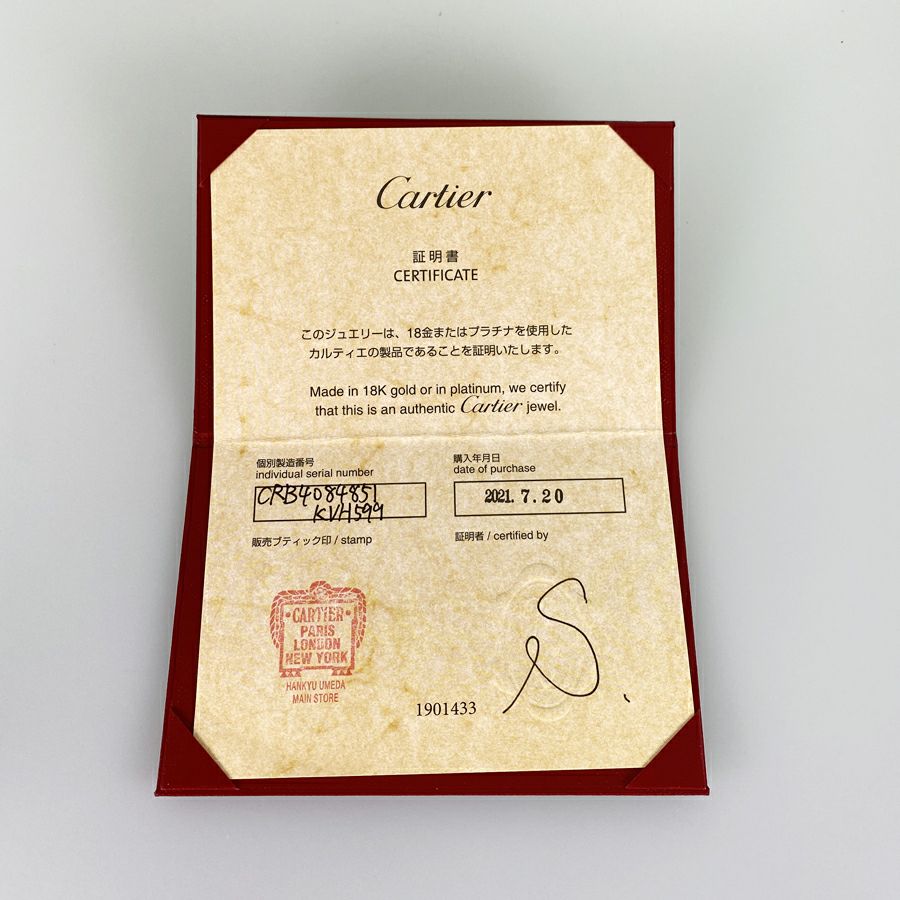 Cartier
証明書
CERTIFICATE
このジュエリーは、18金またはプラチナを使用した
カルティエの製品であることを証明いたします。
Made in 18K gold or in platinum, we certify
that this is an authentic Cartier jewel.
個別製造番号
individual serial number
CRB4084851
KVH599
購入年月日
date of purchase
2021. 7. 20
販売ブティック印 / stamp
証明者 / certified by
CARTIER
PARIS
LONDON
NEW YORK
HANKYU UMEDA
MAIN STORE
1901433